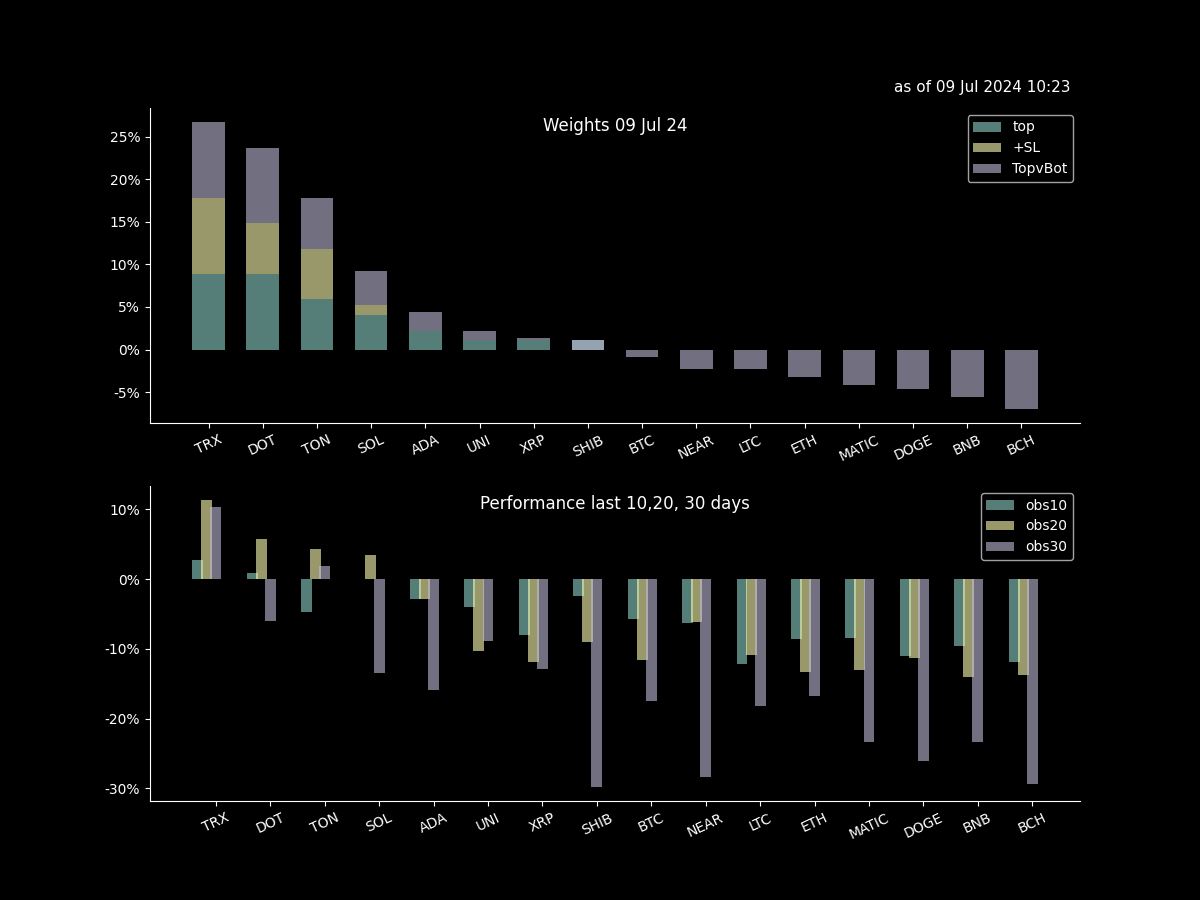 as of 09 Jul 2024 10:23
Weights 09 Jul 24
top
+SL
TopvBot
25%
20%
15%
10%
5%
0%
-5%
TRX DOT TON SOL ADA UNI XRP SHIB BTC NEAR LTC ETH MATIC DOGE BNB BCH
Performance last 10,20, 30 days
obs10
obs20
obs30
10%
0%
-10%
-20%
-30%
TRX DOT TON SOL ADA UNI XRP SHIB BTC NEAR LTC ETH MATIC DOGE BNB BCH